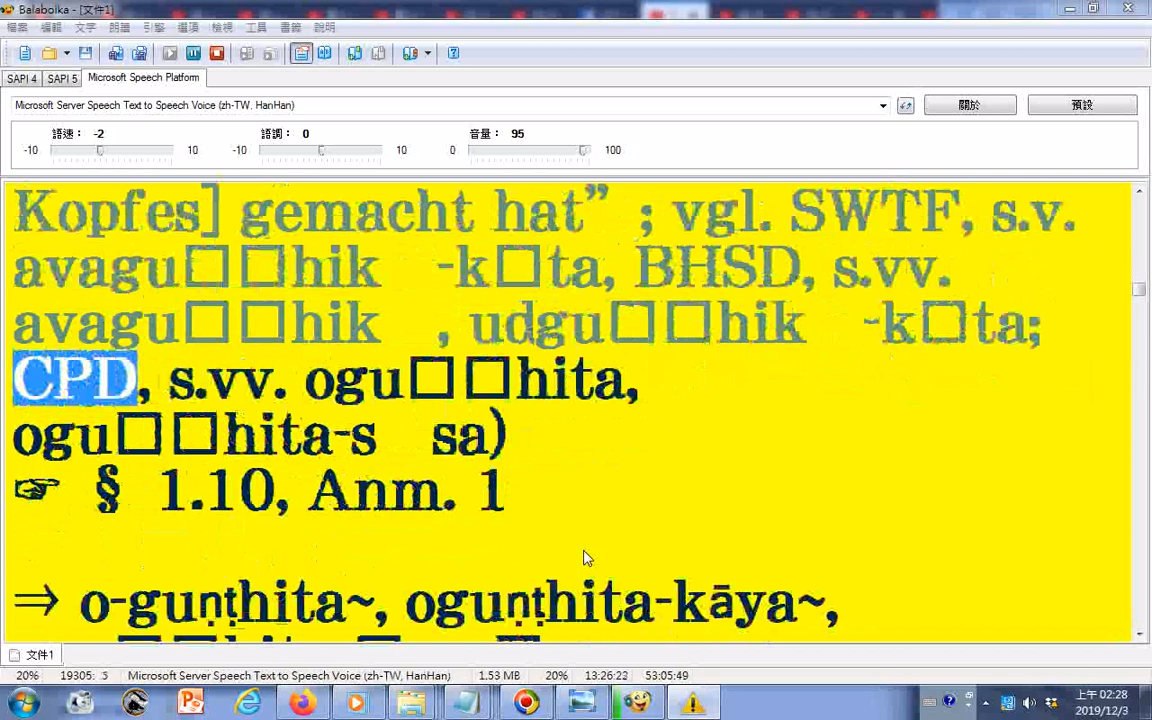 Balabolka - [文件1]
檔案 編輯 文字 朗讀 引擎 選項 檢視 工具 書籤 說明
SAPI 4 SAPI 5 Microsoft Speech Platform
Microsoft Server Speech Text to Speech Voice (zh-TW, HanHan)
關於 預設
語速： -2 語調： 0 音量： 95
-10 10 -10 10 0 100
Kopfes] gemacht hat” ; vgl. SWTF, s.v.
avagu□□hik -k□ta, BHSD, s.vv.
avagu□□hik , udgu□□hik -k□ta;
CPD, s.vv. ogu□□hita,
ogu□□hita-s sa)
☞ § 1.10, Anm. 1
⇒ o-guṇṭhita~, oguṇṭhita-kāya~,
文件1
20% 19305: .5 Microsoft Server Speech Text to Speech Voice (zh-TW, HanHan) 1.53 MB 20% 13:26:22 53:05:49
上午 02:28
2019/12/3